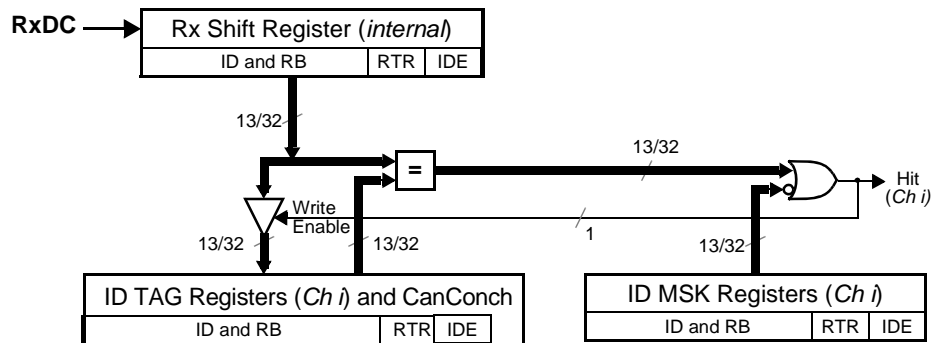 RxDC
Rx Shift Register (internal)
ID and RB RTR IDE
13/32
=
13/32
Hit
(Ch i)
Write
Enable
1
13/32
13/32
13/32
ID TAG Registers (Ch i) and CanConch
ID and RB RTR IDE
ID MSK Registers (Ch i)
ID and RB RTR IDE